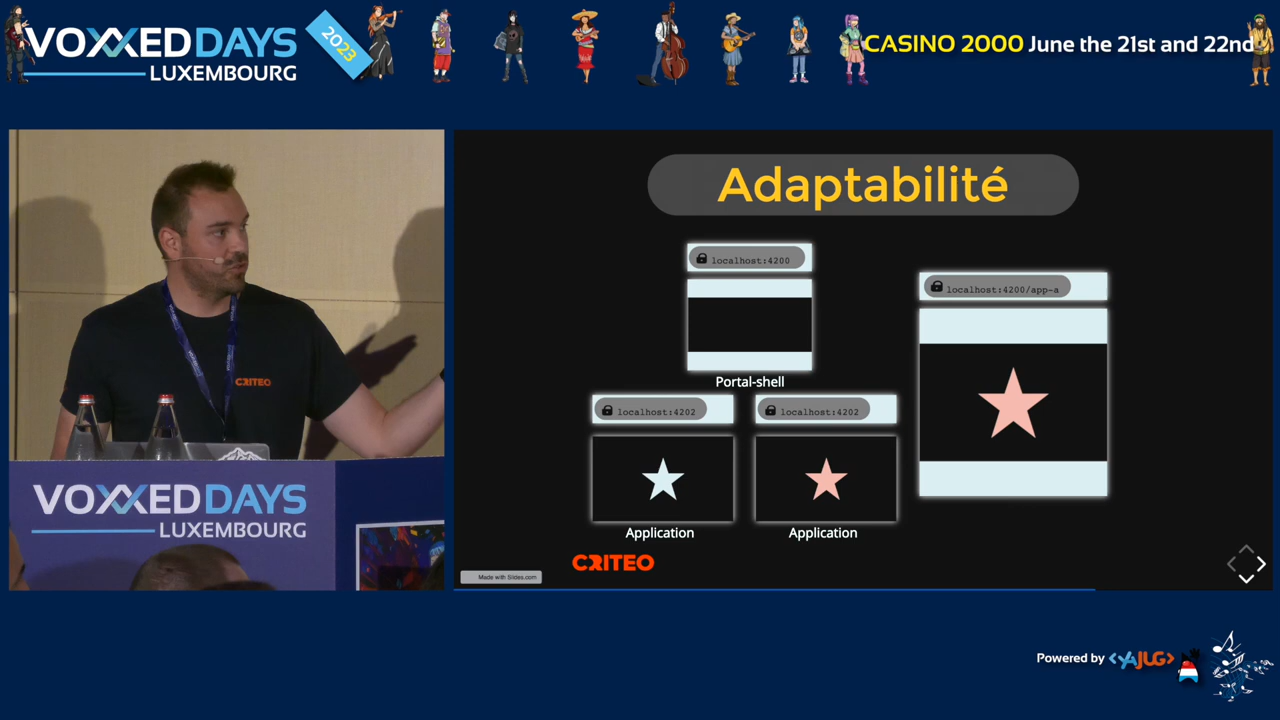 VOXXED DAYS
LUXEMBOURG
2023
CASINO 2000 June the 21st and 22nd
CRITEO
VOXXED DAYS
LUXEMBOURG
Adaptabilité
localhost:4200
Portal-shell
localhost:4202
Application
localhost:4202
Application
localhost:4200/app-a
CRITEO
Made with Slides.com
Powered by <YAJUG>